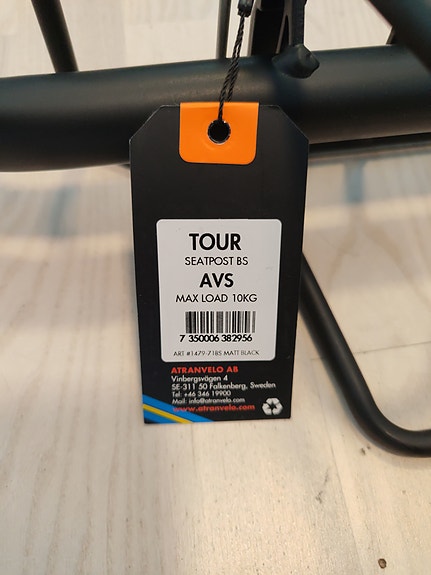 TOUR
SEATPOST BS
AVS
MAX LOAD 10KG
7 350006 382956
ART #1479-71BS MATT BLACK
ATRANVELO AB
Vinbergsvägen 4
SE-311 50 Falkenberg, Sweden
Tel: +46 346 19900
Mail: info@atranvelo.com
www.atranvelo.com